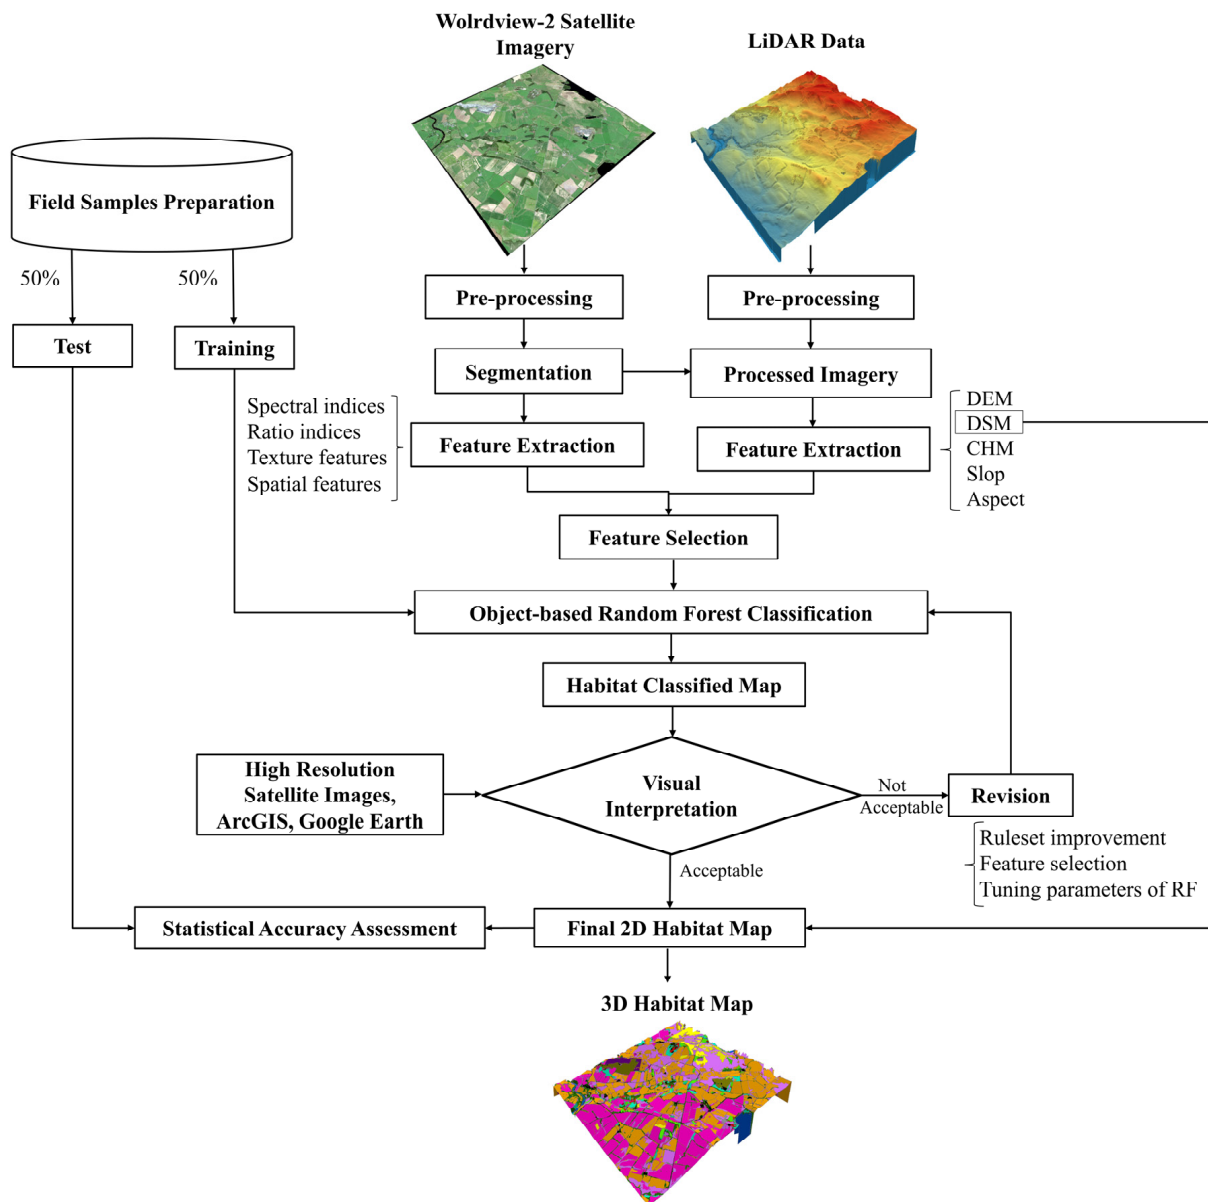 Wolrdview-2 Satellite
Imagery
LiDAR Data
Field Samples Preparation
50%
50%
Pre-processing
Pre-processing
Test
Training
Segmentation
Processed Imagery
Spectral indices
Ratio indices
Texture features
Spatial features
Feature Extraction
Feature Extraction
DEM
DSM
CHM
Slop
Aspect
Feature Selection
Object-based Random Forest Classification
Habitat Classified Map
High Resolution
Satellite Images,
ArcGIS, Google Earth
Visual
Interpretation
Not
Acceptable
Revision
Ruleset improvement
Feature selection
Tuning parameters of RF
Acceptable
Statistical Accuracy Assessment
Final 2D Habitat Map
3D Habitat Map